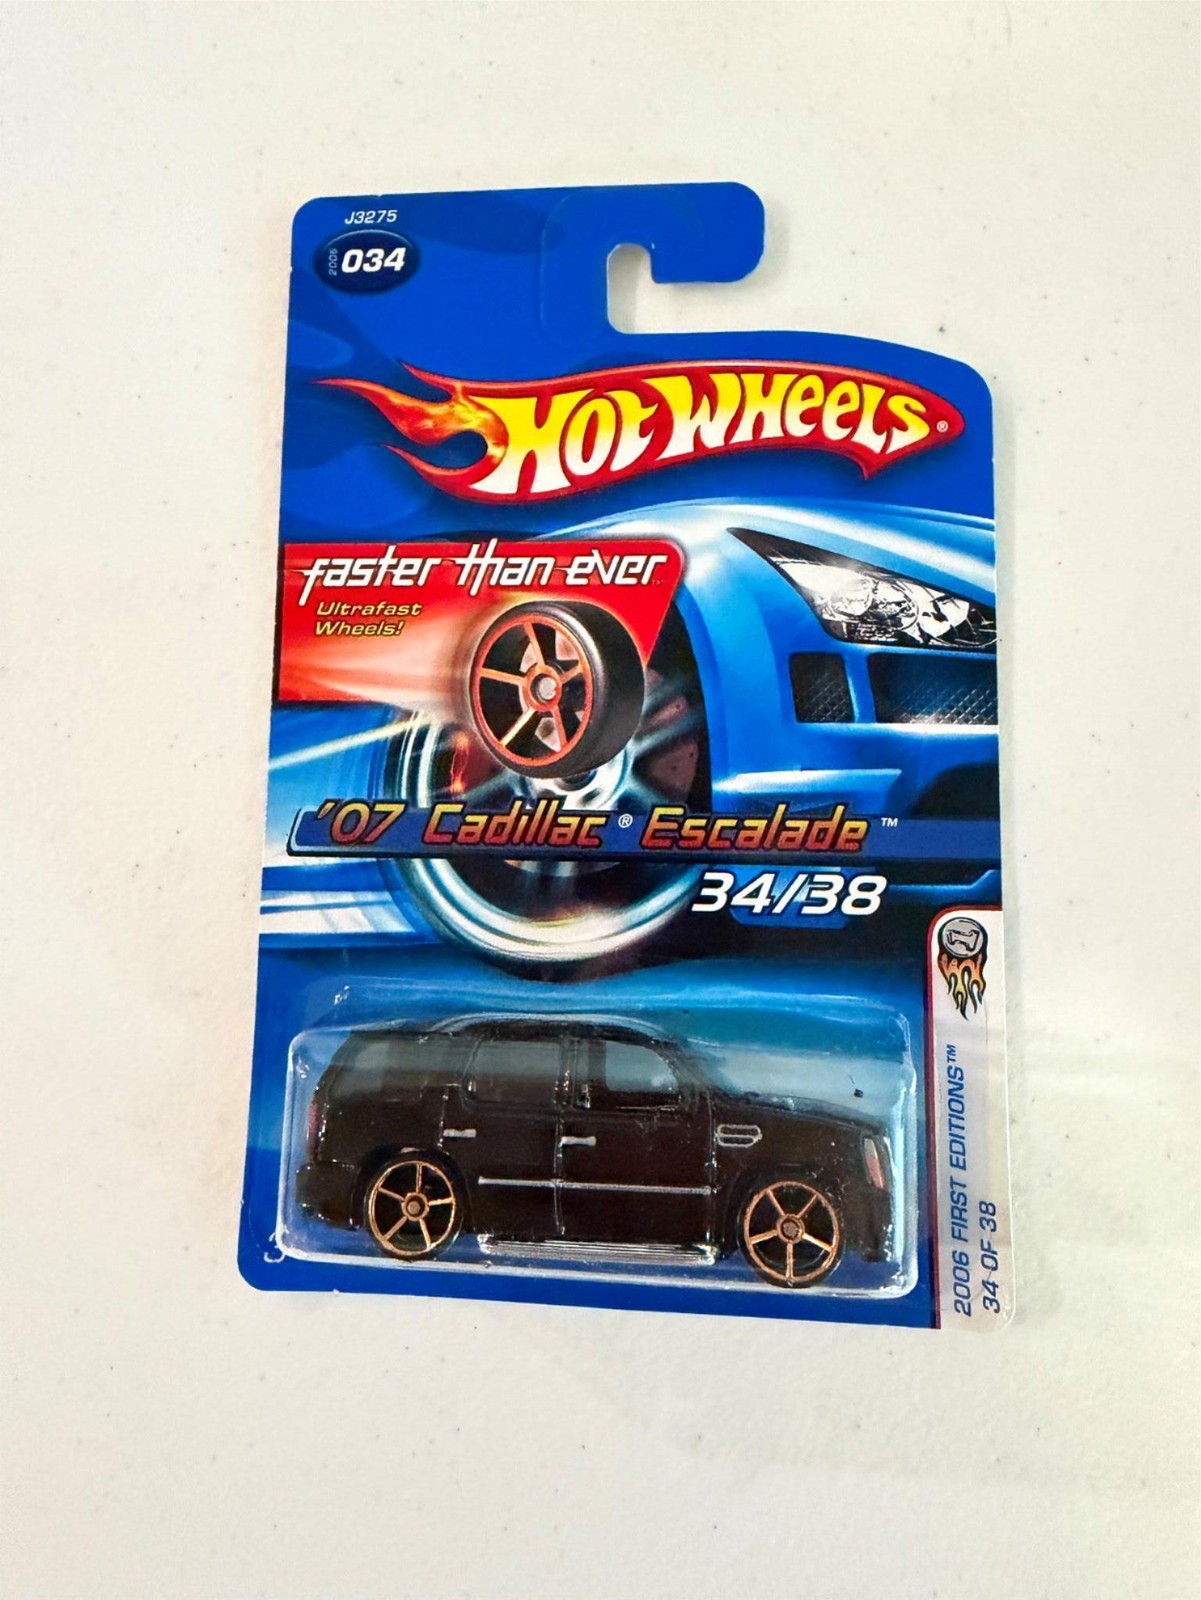 J3275
2006 034
HOT WHEELS®
faster than ever™
Ultrafast
Wheels!
'07 Cadillac® Escalade™
34/38
2006 FIRST EDITIONS™
34 OF 38